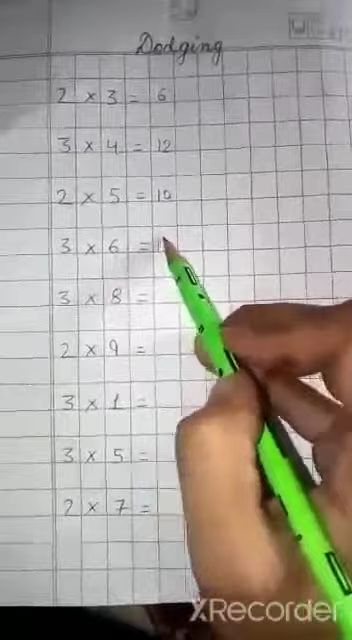 Dodging
2 × 3 = 6
3 × 4 = 12
2 × 5 = 10
3 × 6 = 1
3 × 8 =
2 × 9 =
3 × 1 =
3 × 5 =
2 × 7 =
XRecorder